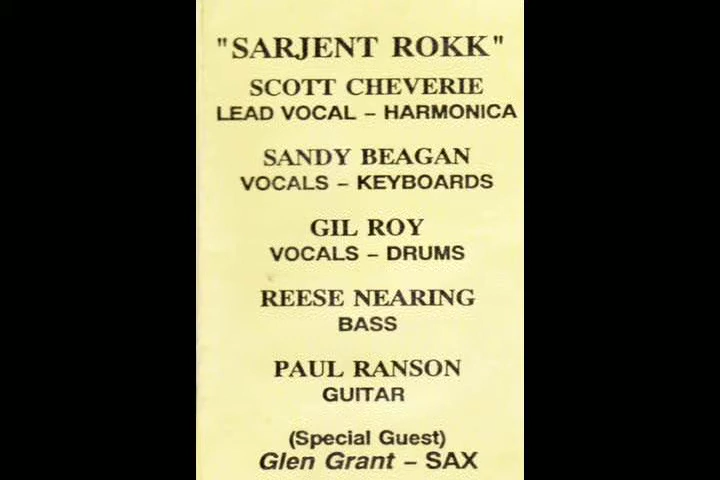 "SARJENT ROKK"
SCOTT CHEVERIE
LEAD VOCAL – HARMONICA
SANDY BEAGAN
VOCALS – KEYBOARDS
GIL ROY
VOCALS – DRUMS
REESE NEARING
BASS
PAUL RANSON
GUITAR
(Special Guest)
Glen Grant – SAX